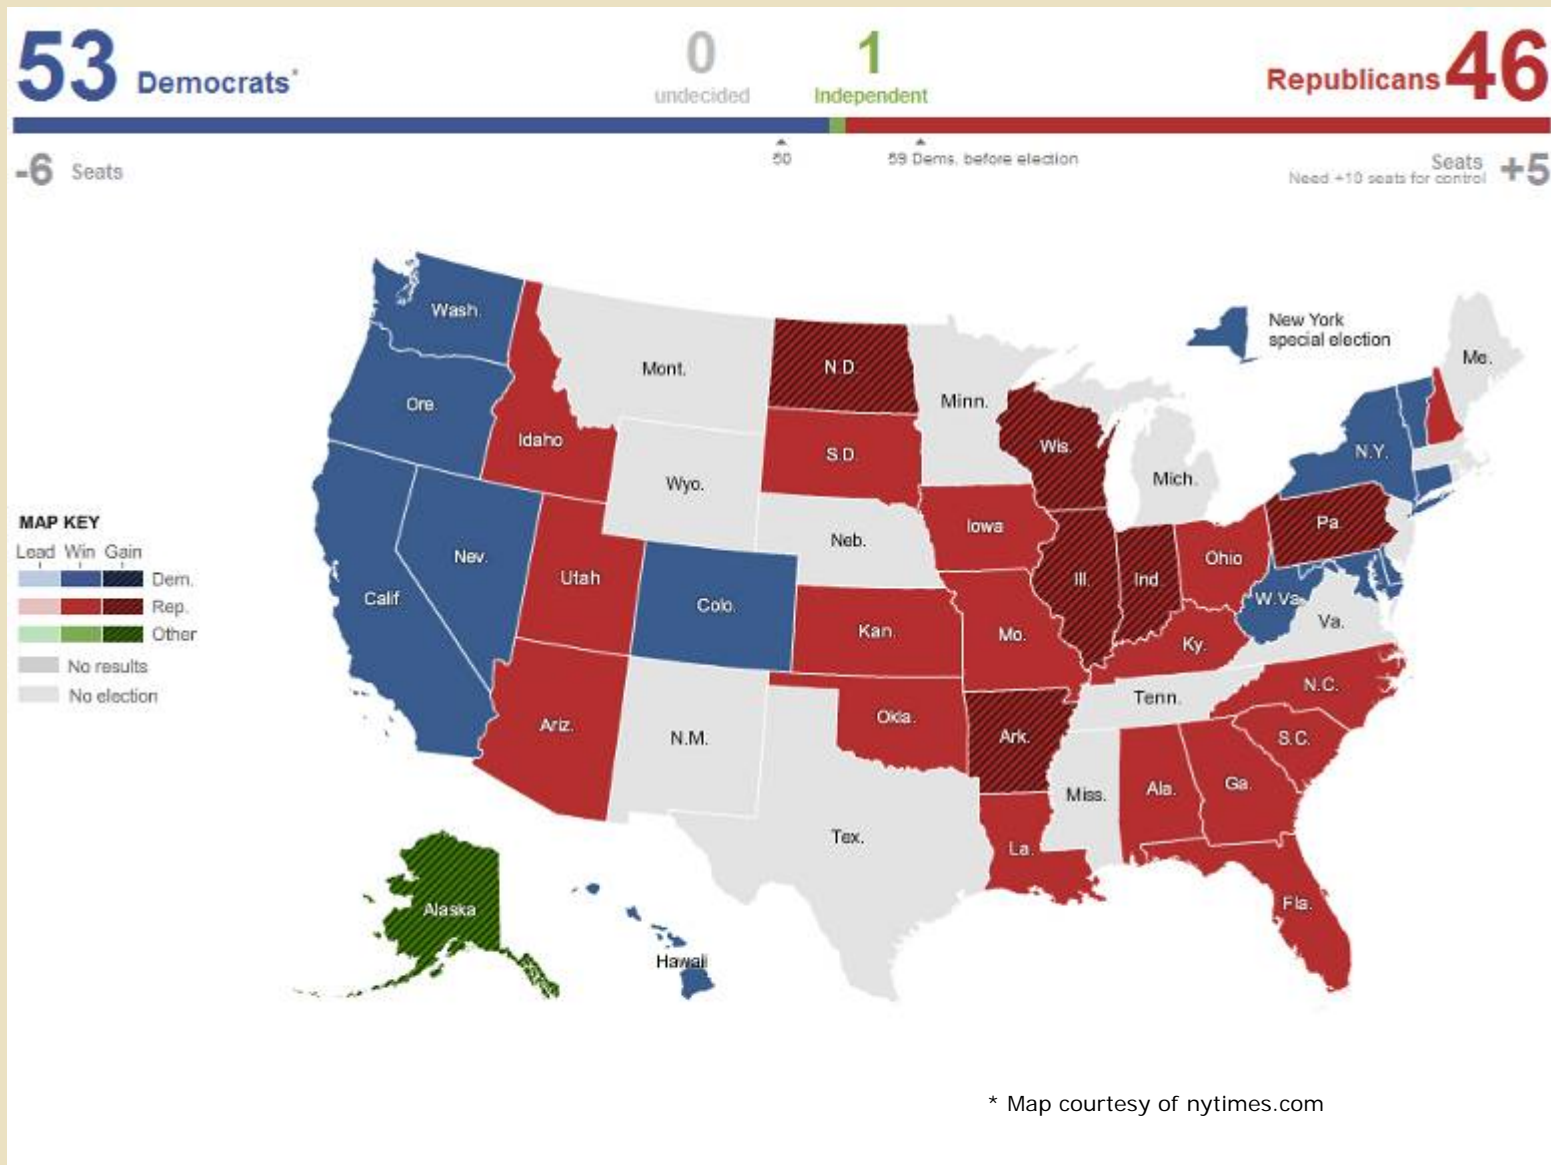 53 Democrats*
0
undecided
1
Independent
Republicans 46
50
59 Dems. before election
-6 Seats
Seats +5
Need +10 seats for control
New York
special election
Wash.
Ore.
Idaho
Mont.
N.D.
Minn.
Wis.
Mich.
Me.
N.Y.
S.D.
Wyo.
Iowa
Neb.
Pa.
Ohio
Ill.
Ind
Nev.
Utah
Colo.
Calif.
Kan.
Mo.
Ky.
W.Va.
Va.
Tenn.
N.C.
S.C.
Ariz.
N.M.
Okla.
Ark.
Miss.
Ala.
Ga.
Tex.
La.
Fla.
Alaska
Hawaii
MAP KEY
Lead Win Gain
Dem.
Rep.
Other
No results
No election
* Map courtesy of nytimes.com